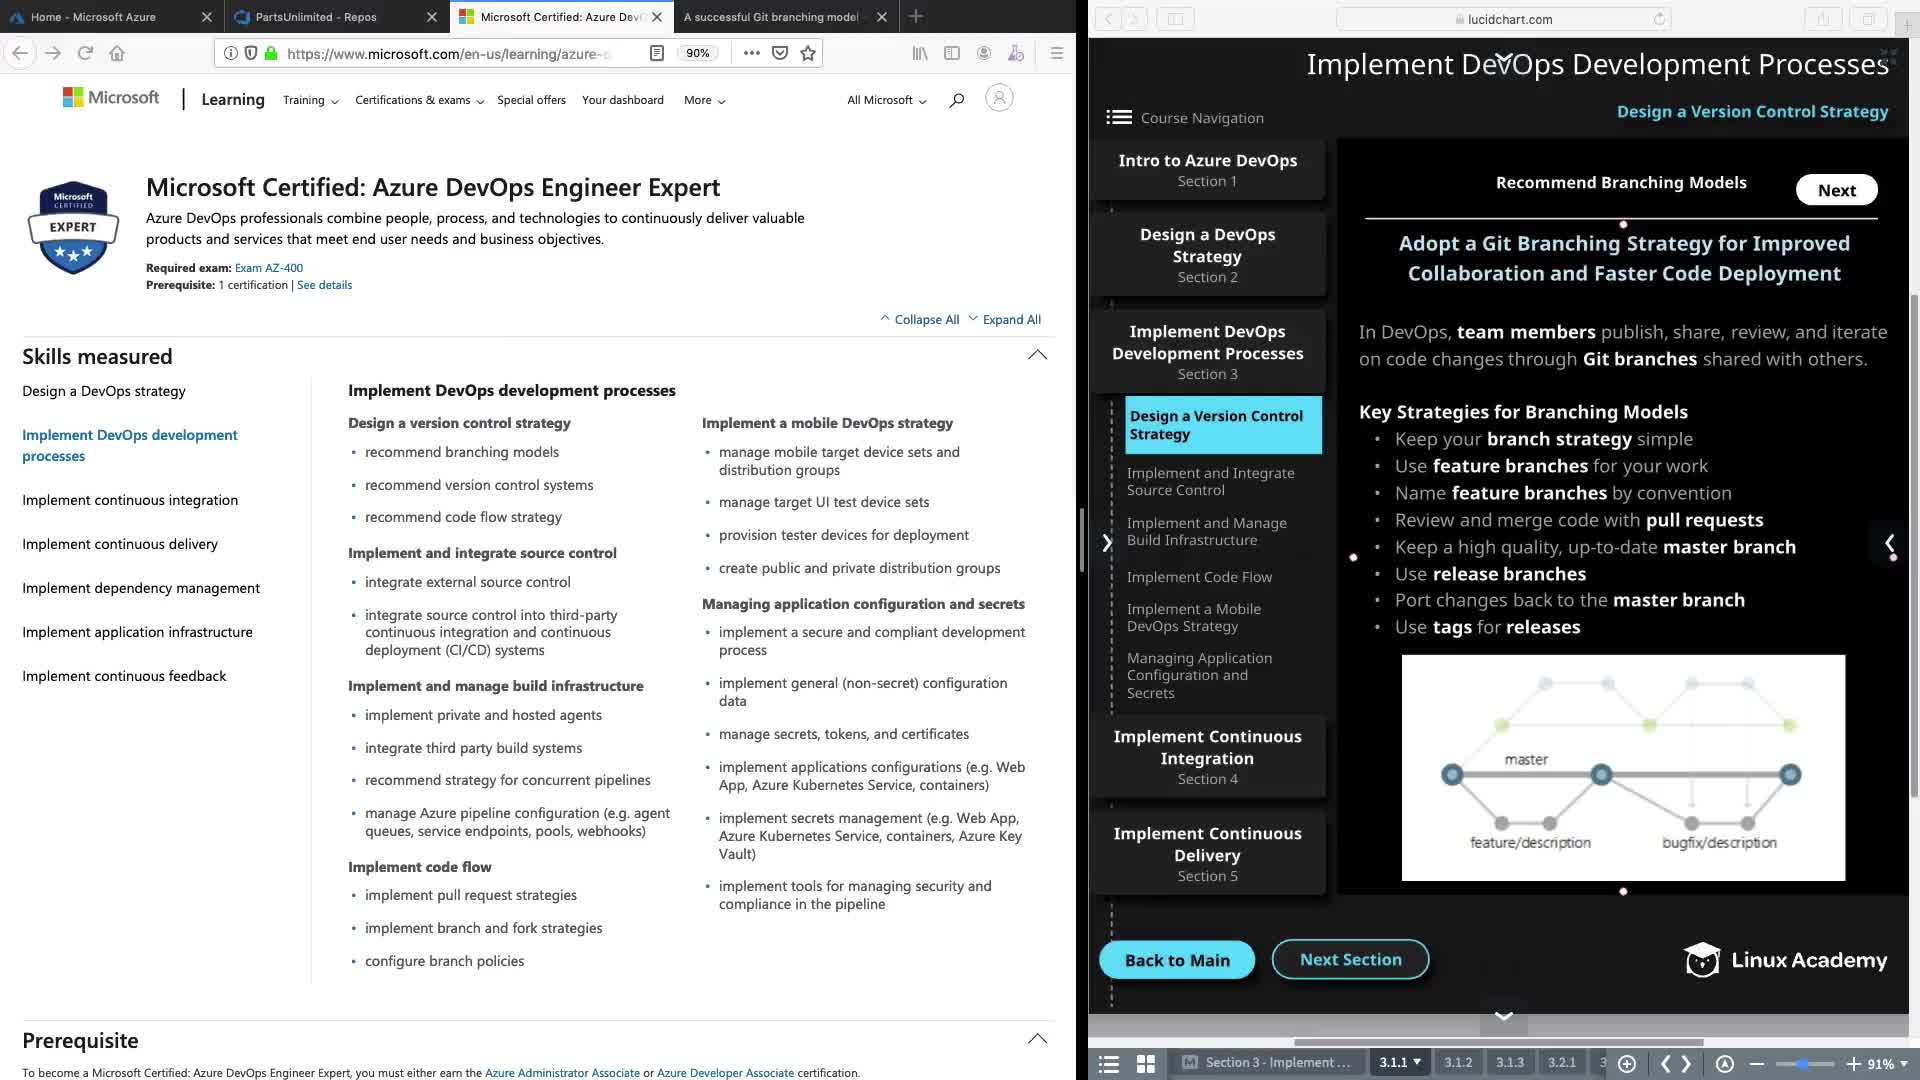 Home - Microsoft Azure
PartsUnlimited - Repos
Microsoft Certified: Azure Dev
A successful Git branching model
https://www.microsoft.com/en-us/learning/azure-d
90%
Microsoft
Learning
Training
Certifications & exams
Special offers
Your dashboard
More
All Microsoft
Microsoft
CERTIFIED
EXPERT
Microsoft Certified: Azure DevOps Engineer Expert
Azure DevOps professionals combine people, process, and technologies to continuously deliver valuable
products and services that meet end user needs and business objectives.
Required exam: Exam AZ-400
Prerequisite: 1 certification | See details
Collapse All
Expand All
Skills measured
Design a DevOps strategy
Implement DevOps development
processes
Implement continuous integration
Implement continuous delivery
Implement dependency management
Implement application infrastructure
Implement continuous feedback
Implement DevOps development processes
Design a version control strategy
• recommend branching models
• recommend version control systems
• recommend code flow strategy
Implement and integrate source control
• integrate external source control
• integrate source control into third-party
continuous integration and continuous
deployment (CI/CD) systems
Implement and manage build infrastructure
• implement private and hosted agents
• integrate third party build systems
• recommend strategy for concurrent pipelines
• manage Azure pipeline configuration (e.g. agent
queues, service endpoints, pools, webhooks)
Implement code flow
• implement pull request strategies
• implement branch and fork strategies
• configure branch policies
Implement a mobile DevOps strategy
• manage mobile target device sets and
distribution groups
• manage target UI test device sets
• provision tester devices for deployment
• create public and private distribution groups
Managing application configuration and secrets
• implement a secure and compliant development
process
• implement general (non-secret) configuration
data
• manage secrets, tokens, and certificates
• implement applications configurations (e.g. Web
App, Azure Kubernetes Service, containers)
• implement secrets management (e.g. Web App,
Azure Kubernetes Service, containers, Azure Key
Vault)
• implement tools for managing security and
compliance in the pipeline
Prerequisite
To become a Microsoft Certified: Azure DevOps Engineer Expert, you must either earn the Azure Administrator Associate or Azure Developer Associate certification.
lucidchart.com
Implement DevOps Development Processes
Design a Version Control Strategy
Course Navigation
Intro to Azure DevOps
Section 1
Design a DevOps
Strategy
Section 2
Implement DevOps
Development Processes
Section 3
Design a Version Control
Strategy
Implement and Integrate
Source Control
Implement and Manage
Build Infrastructure
Implement Code Flow
Implement a Mobile
DevOps Strategy
Managing Application
Configuration and
Secrets
Implement Continuous
Integration
Section 4
Implement Continuous
Delivery
Section 5
Recommend Branching Models
Next
Adopt a Git Branching Strategy for Improved
Collaboration and Faster Code Deployment
In DevOps, team members publish, share, review, and iterate
on code changes through Git branches shared with others.
Key Strategies for Branching Models
• Keep your branch strategy simple
• Use feature branches for your work
• Name feature branches by convention
• Review and merge code with pull requests
• Keep a high quality, up-to-date master branch
• Use release branches
• Port changes back to the master branch
• Use tags for releases
master
feature/description
bugfix/description
Back to Main
Next Section
Linux Academy
Section 3 - Implement ...
3.1.1
3.1.2
3.1.3
3.2.1
3
91%